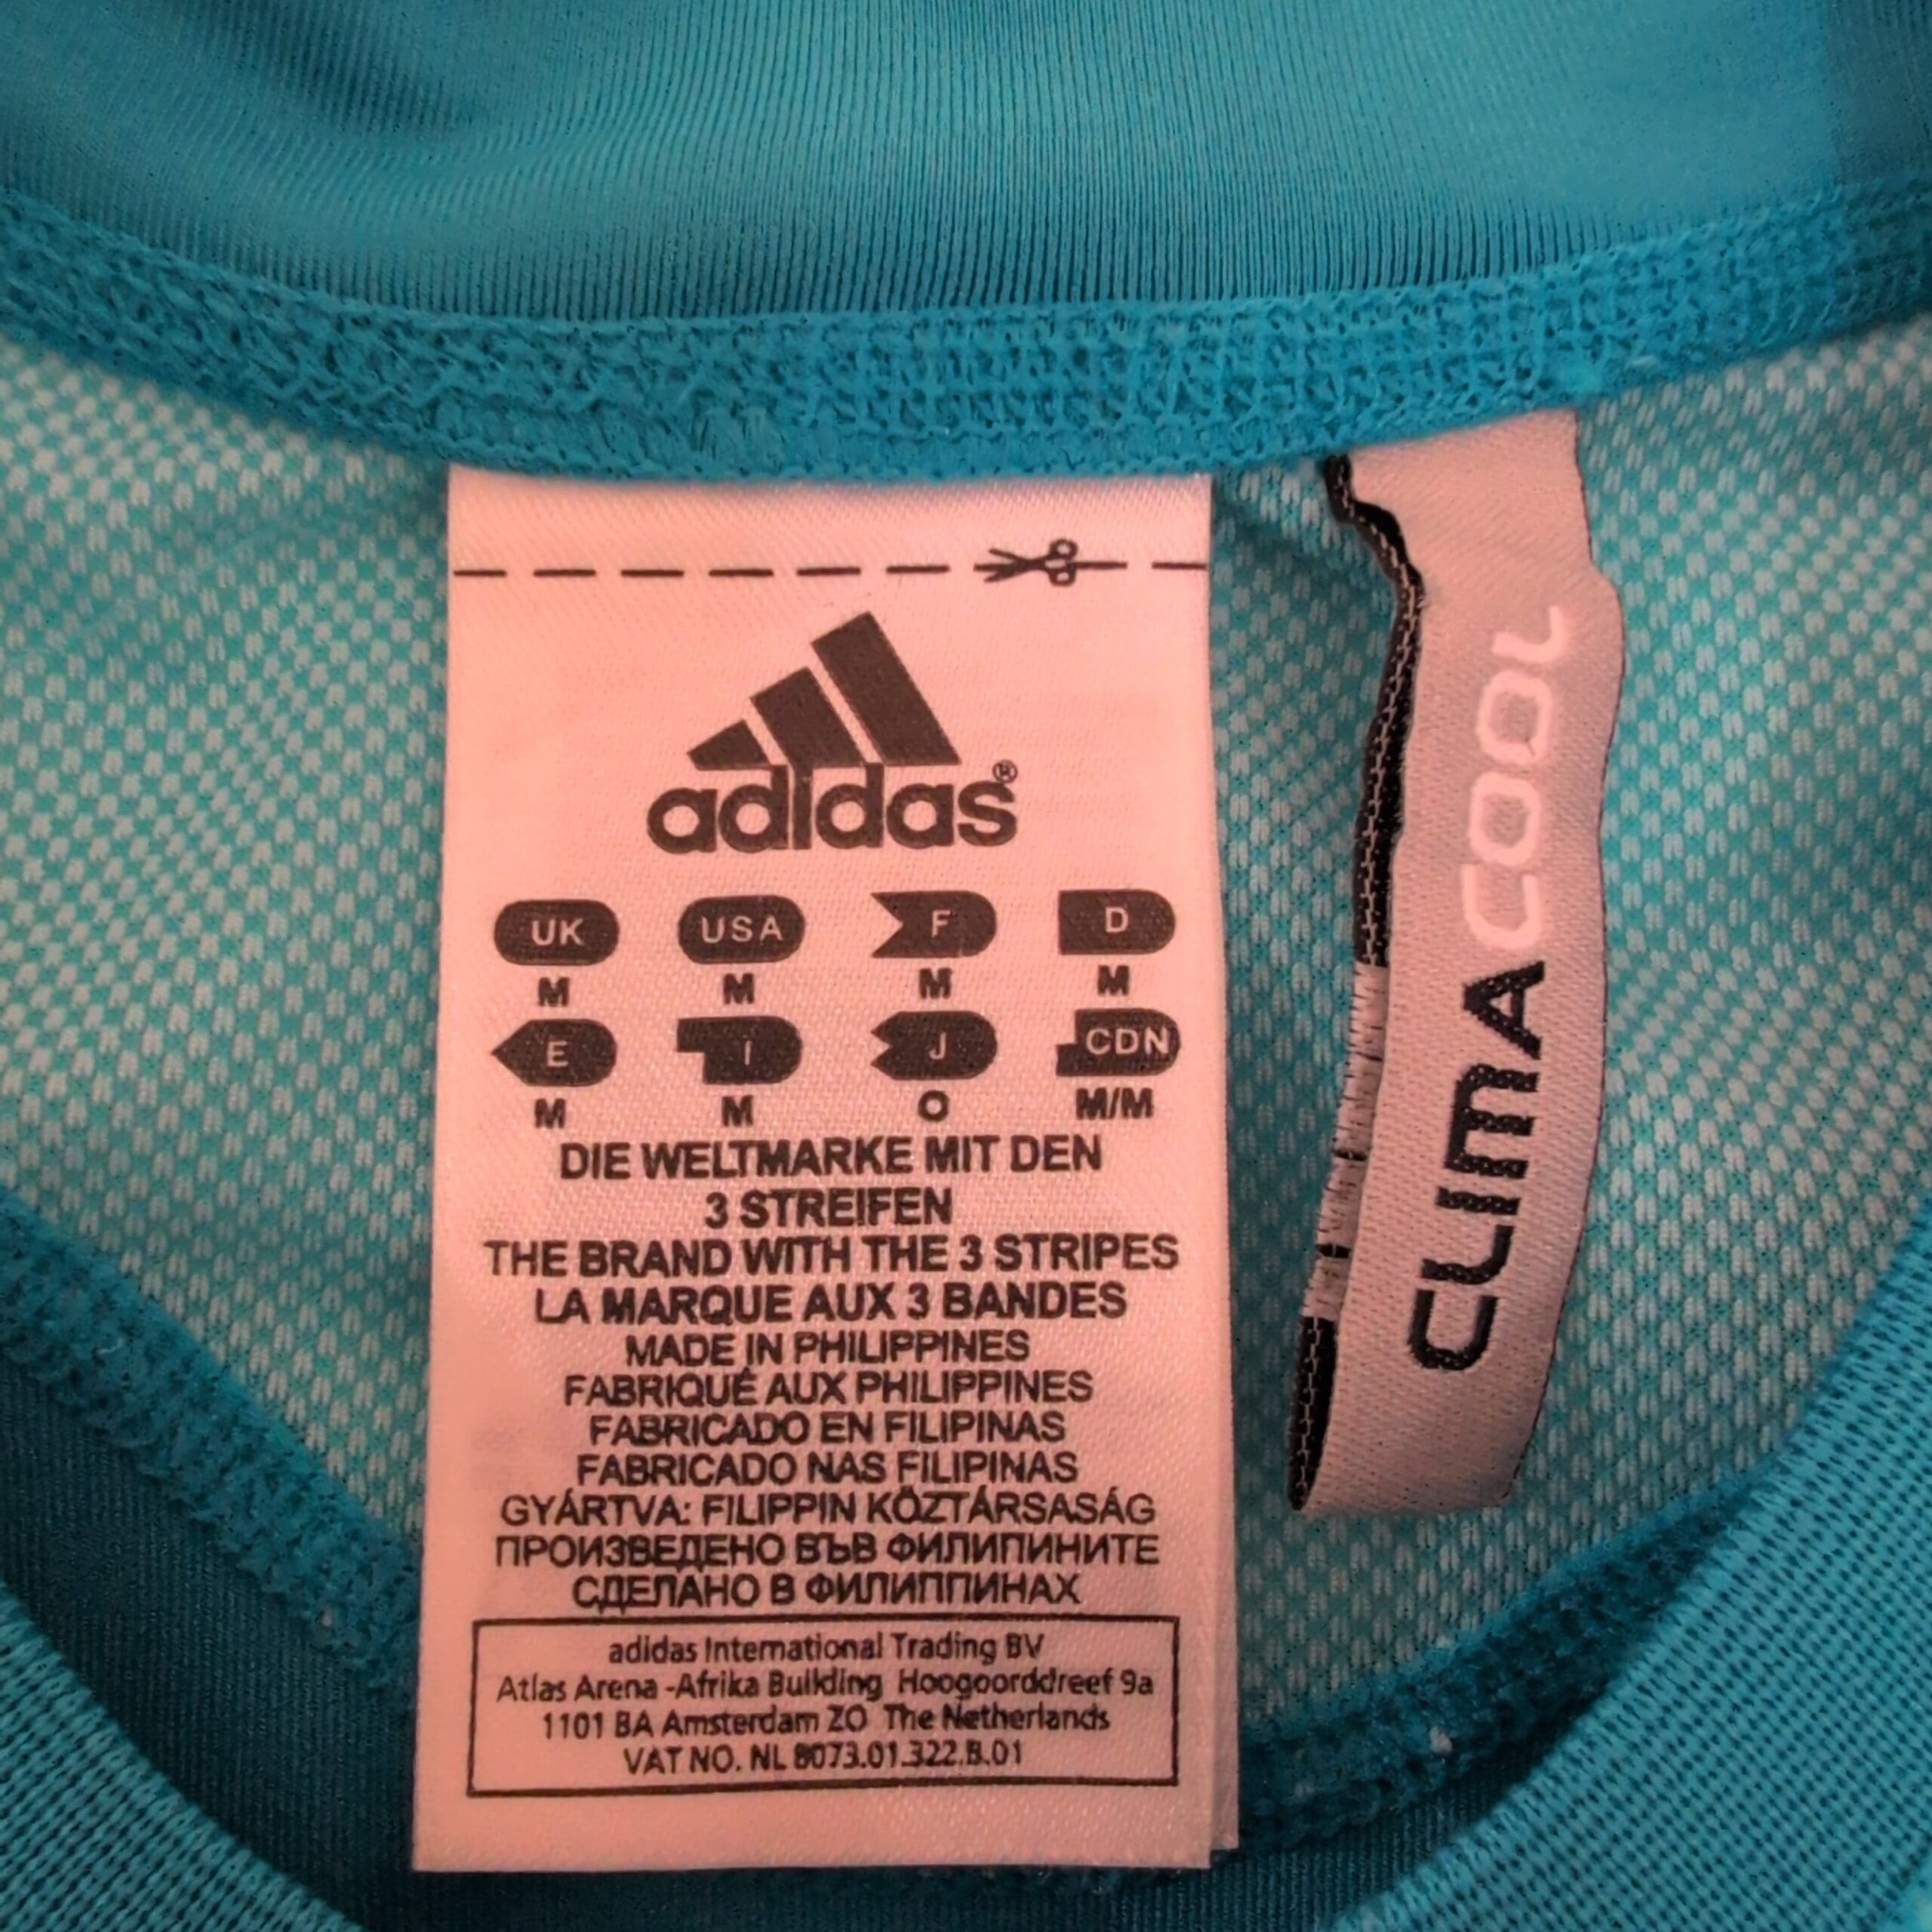 adidas®
UK USA F D
M M M M
E I J CDN
M M O M/M
DIE WELTMARKE MIT DEN
3 STREIFEN
THE BRAND WITH THE 3 STRIPES
LA MARQUE AUX 3 BANDES
MADE IN PHILIPPINES
FABRIQUÉ AUX PHILIPPINES
FABRICADO EN FILIPINAS
FABRICADO NAS FILIPINAS
GYÁRTVA: FILIPPIN KÖZTÁRSASÁG
ПРОИЗВЕДЕНО ВЪВ ФИЛИПИНИТЕ
СДЕЛАНО В ФИЛИППИНАХ
adidas International Trading BV
Atlas Arena -Afrika Building Hoogoorddreef 9a
1101 BA Amsterdam ZO The Netherlands
VAT NO. NL 8073.01.322.B.01
CLIMA COOL